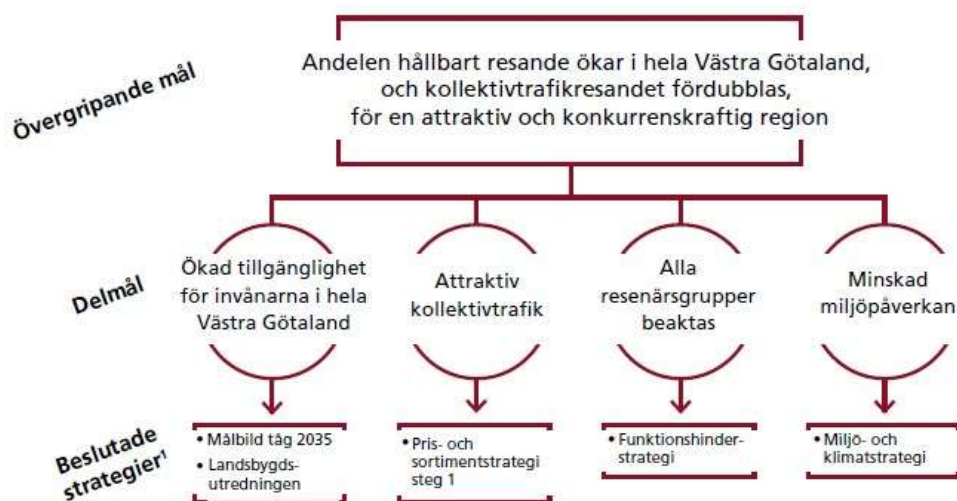 Övergripande mål
Andelen hållbart resande ökar i hela Västra Götaland,
och kollektivtrafikresandet fördubblas,
för en attraktiv och konkurrenskraftig region
Delmål
Ökad tillgänglighet
för invånarna i hela
Västra Götaland
Attraktiv
kollektivtrafik
Alla
resenärsgrupper
beaktas
Minskad
miljöpåverkan
Beslutade
strategier¹
• Målbild tåg 2035
• Landsbygds-
utredningen
• Pris- och
sortimentstrategi
steg 1
• Funktionshinder-
strategi
• Miljö- och
klimatstrategi